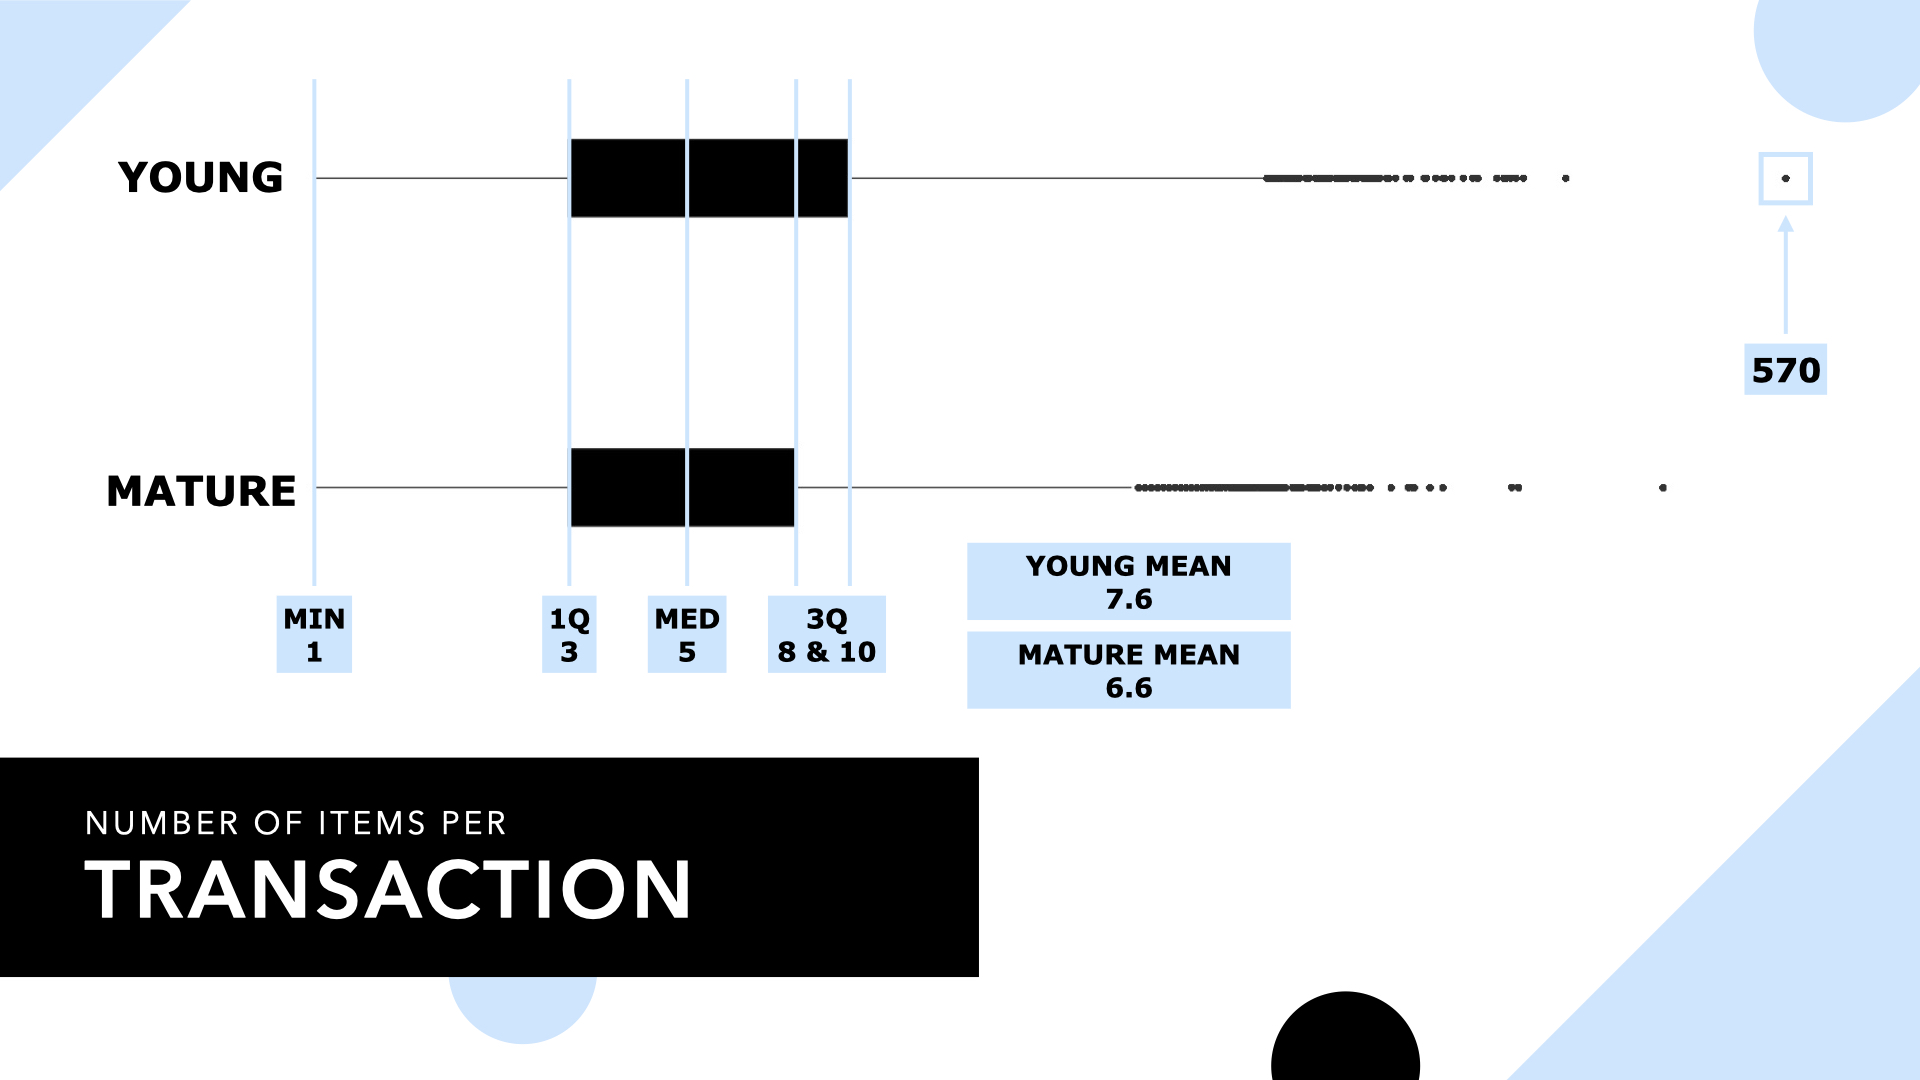 YOUNG
570
MATURE
MIN
1
1Q
3
MED
5
3Q
8 & 10
YOUNG MEAN
7.6
MATURE MEAN
6.6
NUMBER OF ITEMS PER
TRANSACTION